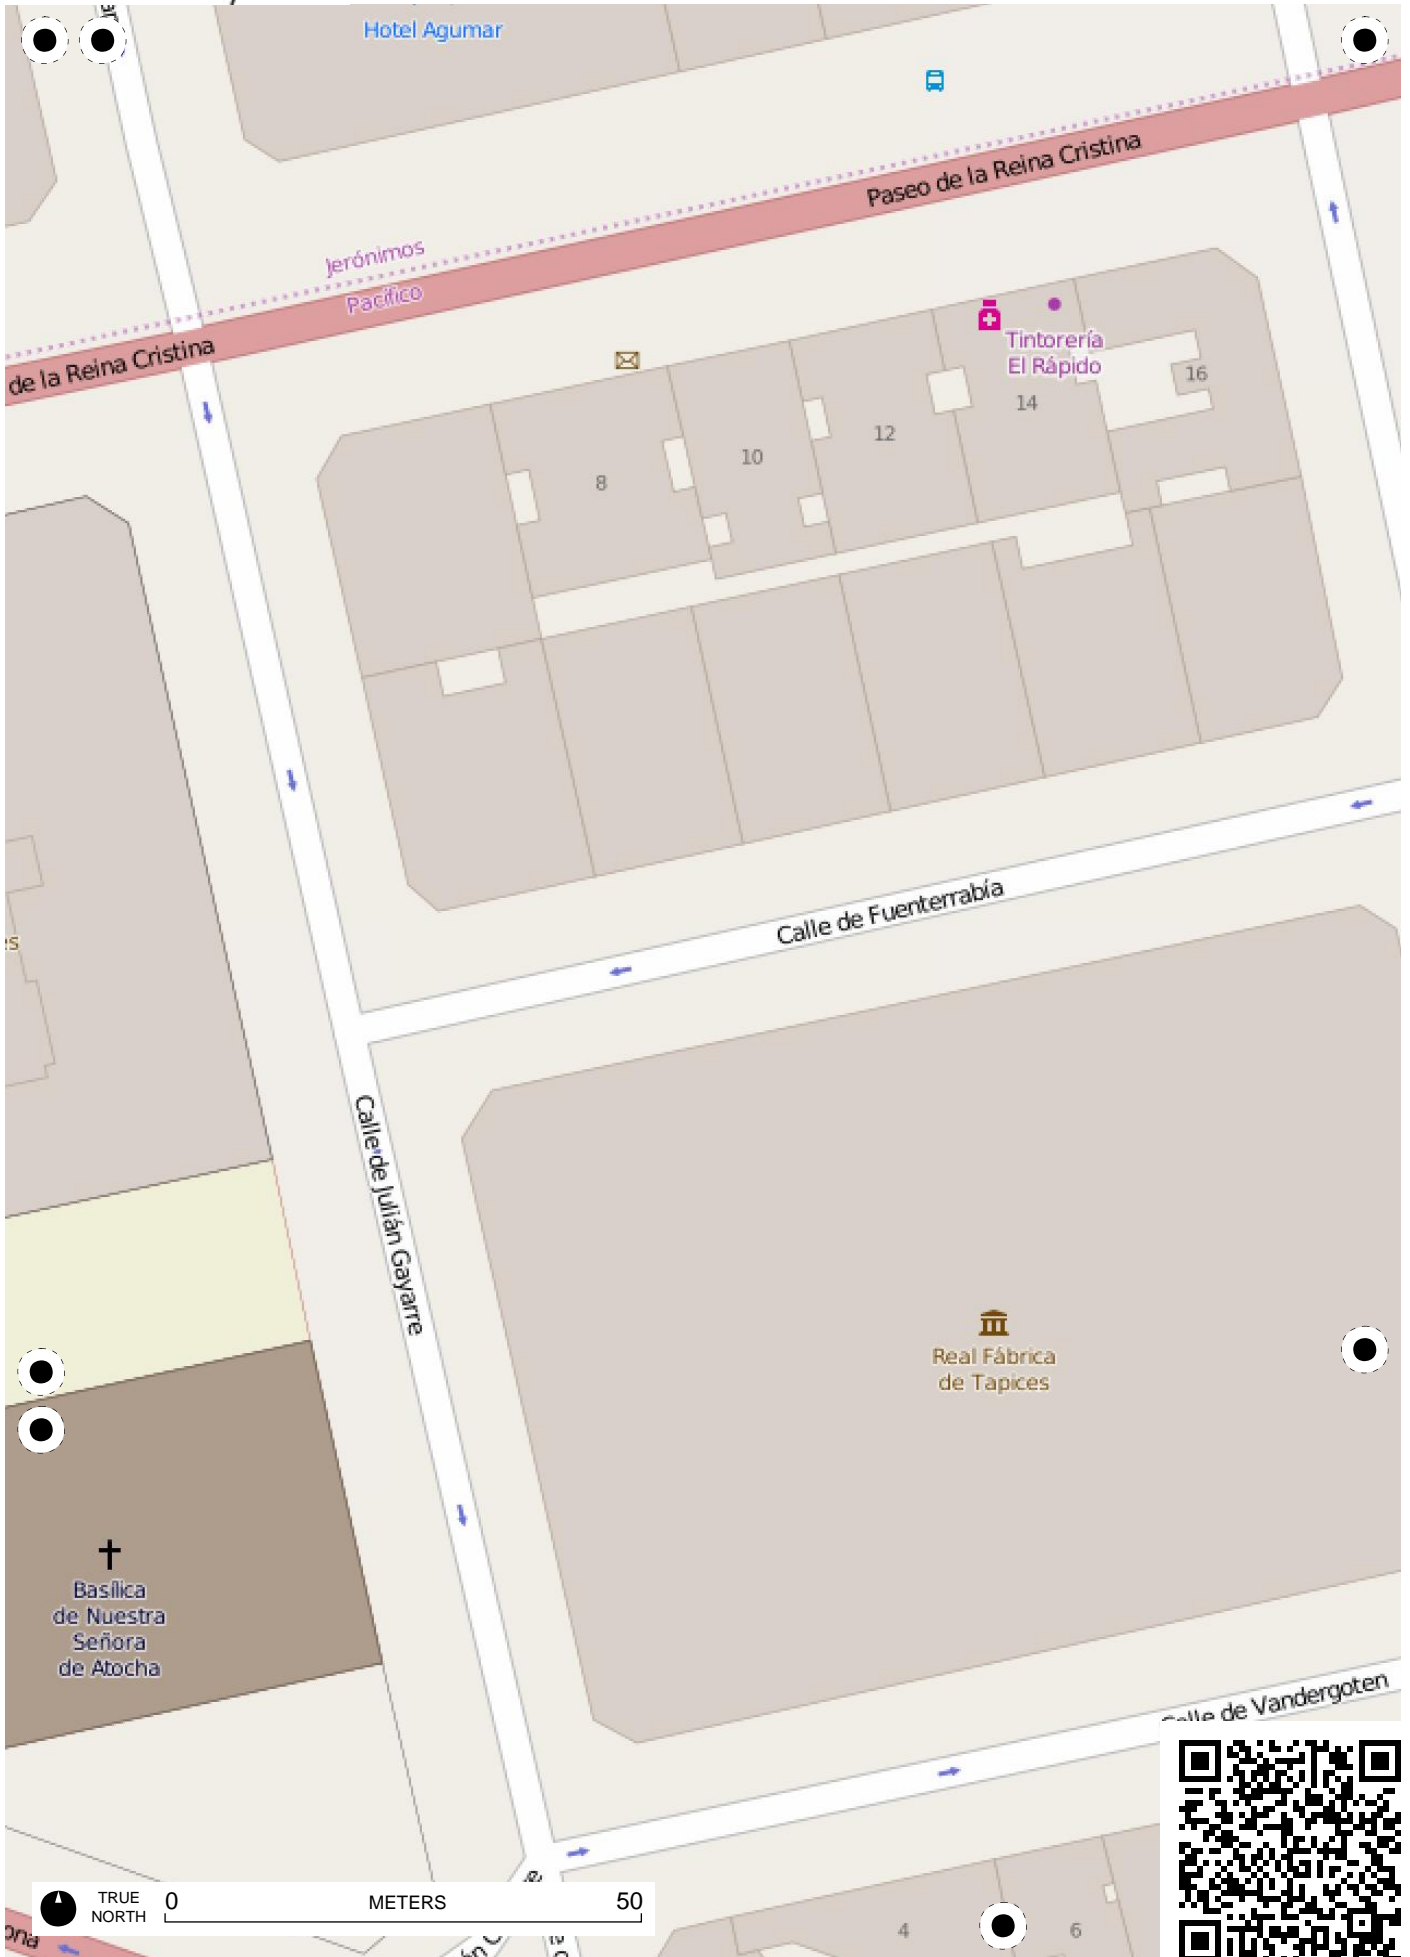 Hotel Agumar
Paseo de la Reina Cristina
Jerónimos
Pacífico
de la Reina Cristina
Tintorería
El Rápido
16
14
12
10
8
Calle de Fuenterrabía
es
Calle de Julián Gayarre
Real Fábrica
de Tapices
Basílica
de Nuestra
Señora
de Atocha
Calle de Vandergoten
TRUE
NORTH
0
METERS
50
4
6
ona